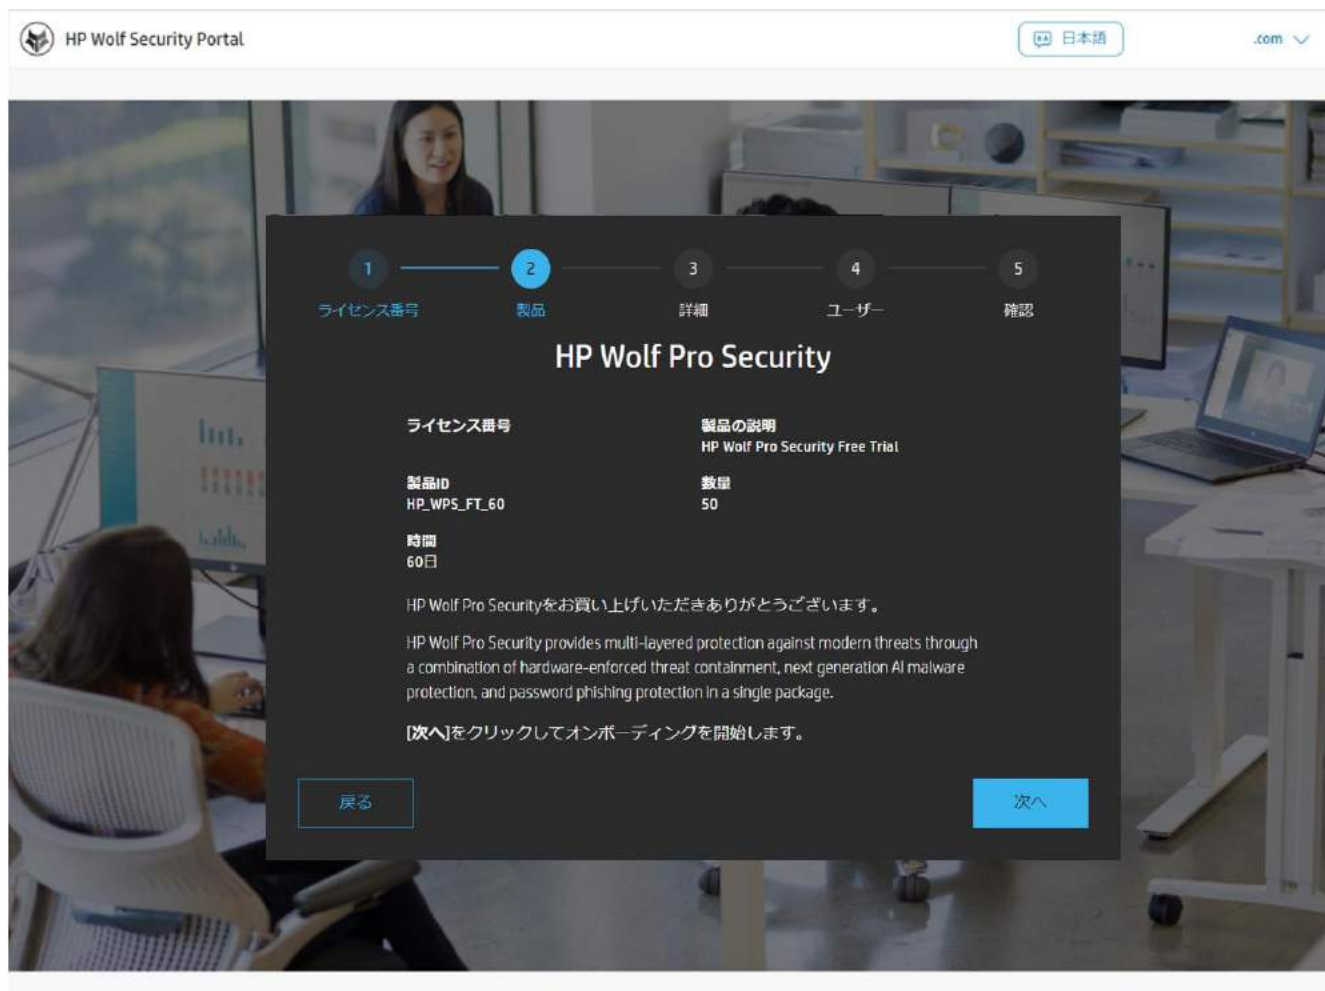 HP Wolf Security Portal
日本語
.com
1
2
3
4
5
ライセンス番号
製品
詳細
ユーザー
確認
HP Wolf Pro Security
ライセンス番号
製品の説明
HP Wolf Pro Security Free Trial
製品ID
数量
HP_WPS_FT_60
50
時間
60日
HP Wolf Pro Securityをお買い上げいただきありがとうございます。
HP Wolf Pro Security provides multi-layered protection against modern threats through
a combination of hardware-enforced threat containment, next generation AI malware
protection, and password phishing protection in a single package.
[次へ]をクリックしてオンボーディングを開始します。
戻る
次へ